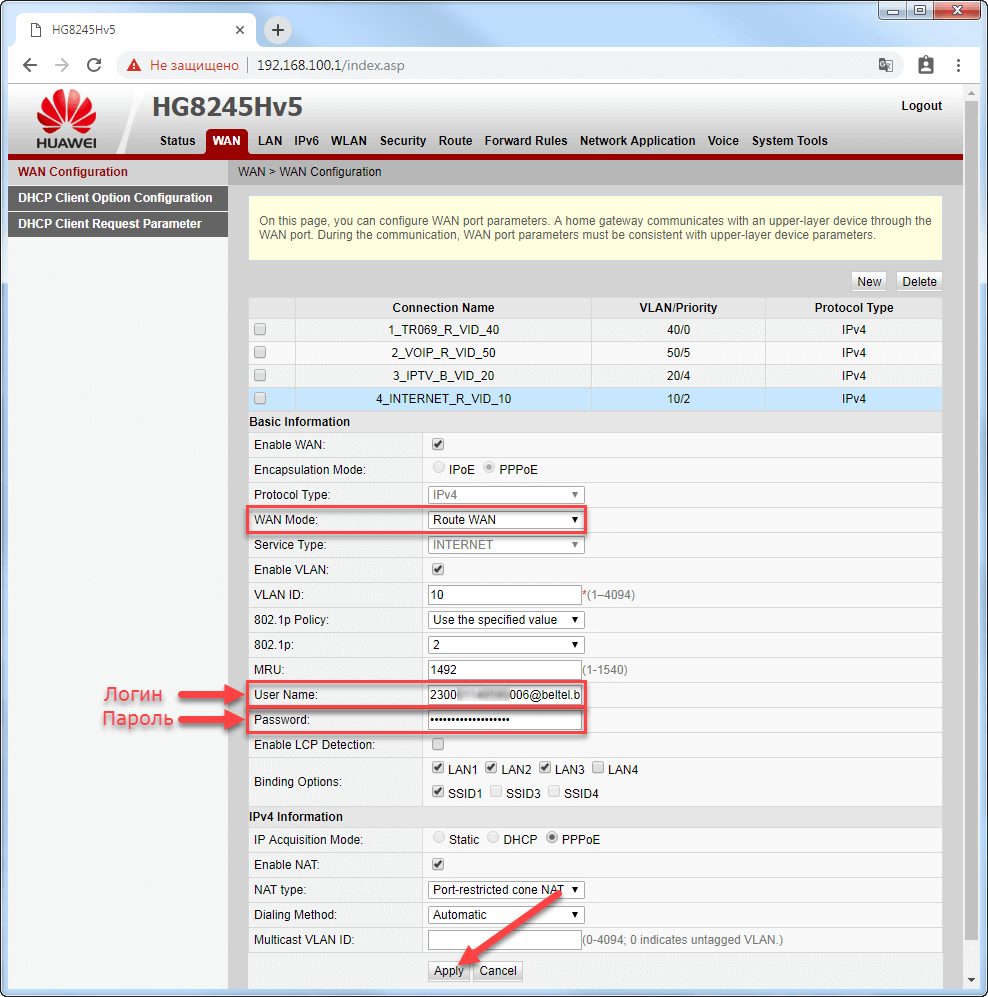 HG8245Hv5
Не защищено 192.168.100.1/index.asp
HUAWEI
HG8245Hv5
Logout
Status WAN LAN IPv6 WLAN Security Route Forward Rules Network Application Voice System Tools
WAN Configuration
DHCP Client Option Configuration
DHCP Client Request Parameter
WAN > WAN Configuration
On this page, you can configure WAN port parameters. A home gateway communicates with an upper-layer device through the
WAN port. During the communication, WAN port parameters must be consistent with upper-layer device parameters.
New Delete
Connection Name VLAN/Priority Protocol Type
1_TR069_R_VID_40 40/0 IPv4
2_VOIP_R_VID_50 50/5 IPv4
3_IPTV_B_VID_20 20/4 IPv4
4_INTERNET_R_VID_10 10/2 IPv4
Basic Information
Enable WAN:
Encapsulation Mode: IPoE PPPoE
Protocol Type: IPv4
WAN Mode: Route WAN
Service Type: INTERNET
Enable VLAN:
VLAN ID: 10 *(1–4094)
802.1p Policy: Use the specified value
802.1p: 2
MRU: 1492 (1-1540)
Логин User Name: 2300 006@beltel.b
Пароль Password: •••••••••••••••••••
Enable LCP Detection:
Binding Options: LAN1 LAN2 LAN3 LAN4
SSID1 SSID3 SSID4
IPv4 Information
IP Acquisition Mode: Static DHCP PPPoE
Enable NAT:
NAT type: Port-restricted cone NAT
Dialing Method: Automatic
Multicast VLAN ID: (0-4094; 0 indicates untagged VLAN.)
Apply Cancel